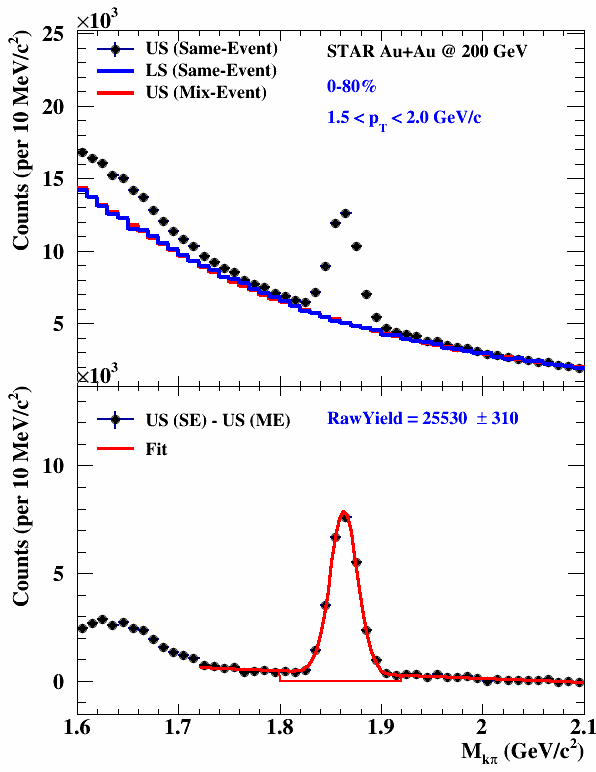 ×10³
US (Same-Event)
LS (Same-Event)
US (Mix-Event)
STAR Au+Au @ 200 GeV
0-80%
1.5 < p_T < 2.0 GeV/c
Counts (per 10 MeV/c²)
25
20
15
10
5
×10³
US (SE) - US (ME)
Fit
RawYield = 25530 ± 310
Counts (per 10 MeV/c²)
10
5
0
1.6 1.7 1.8 1.9 2 2.1
M_kπ (GeV/c²)